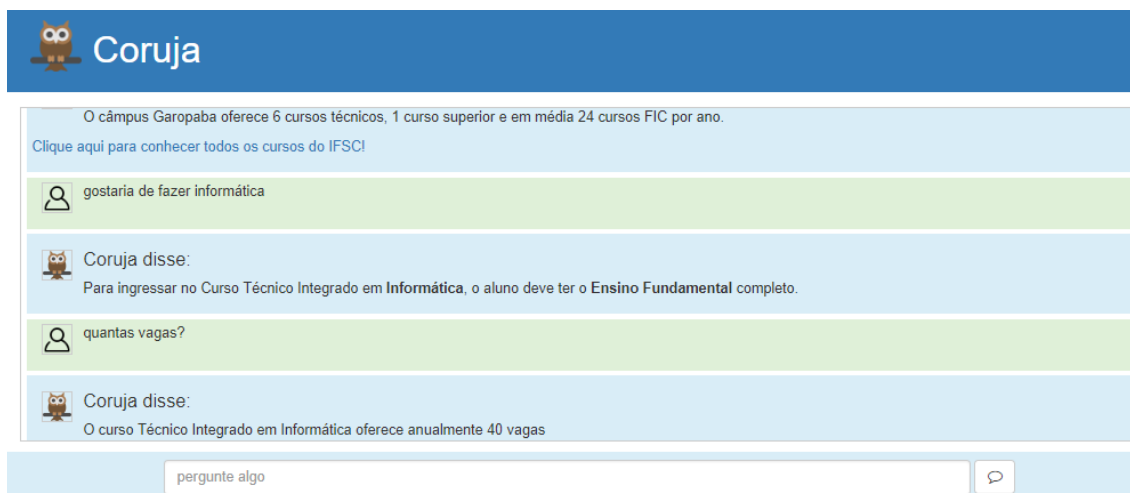 Coruja
O câmpus Garopaba oferece 6 cursos técnicos, 1 curso superior e em média 24 cursos FIC por ano.
Clique aqui para conhecer todos os cursos do IFSC!
gostaria de fazer informática
Coruja disse:
Para ingressar no Curso Técnico Integrado em Informática, o aluno deve ter o Ensino Fundamental completo.
quantas vagas?
Coruja disse:
O curso Técnico Integrado em Informática oferece anualmente 40 vagas
pergunte algo